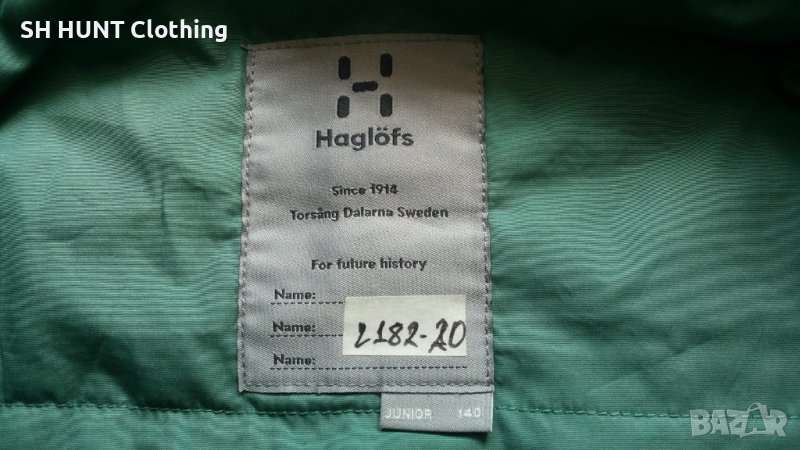 SH HUNT Clothing
Haglöfs
Since 1914
Torsång Dalarna Sweden
For future history
Name:
Name:
2182-20
Name:
JUNIOR 140
BAZAR